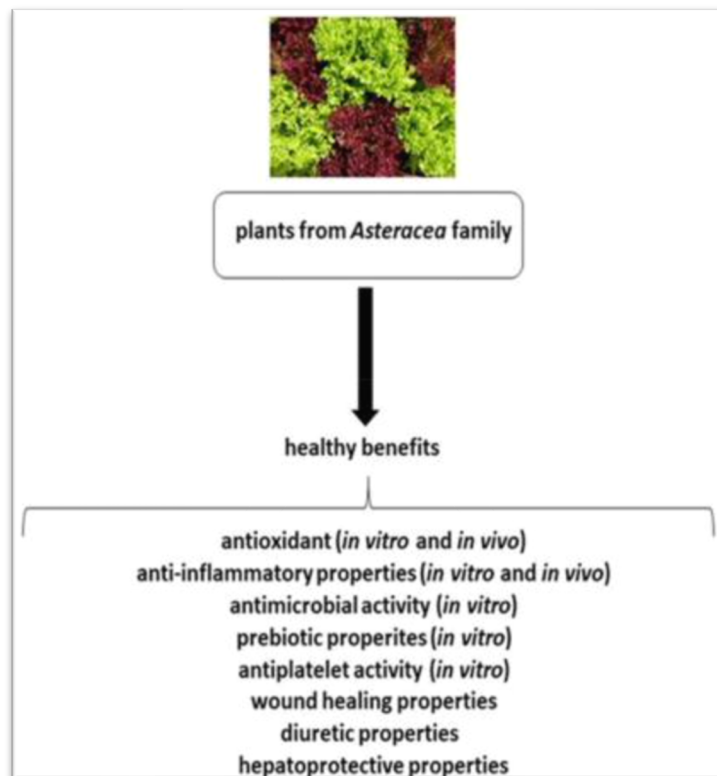 plants from Asteracea family
healthy benefits
antioxidant (in vitro and in vivo)
anti-inflammatory properties (in vitro and in vivo)
antimicrobial activity (in vitro)
prebiotic properites (in vitro)
antiplatelet activity (in vitro)
wound healing properties
diuretic properties
hepatoprotective properties